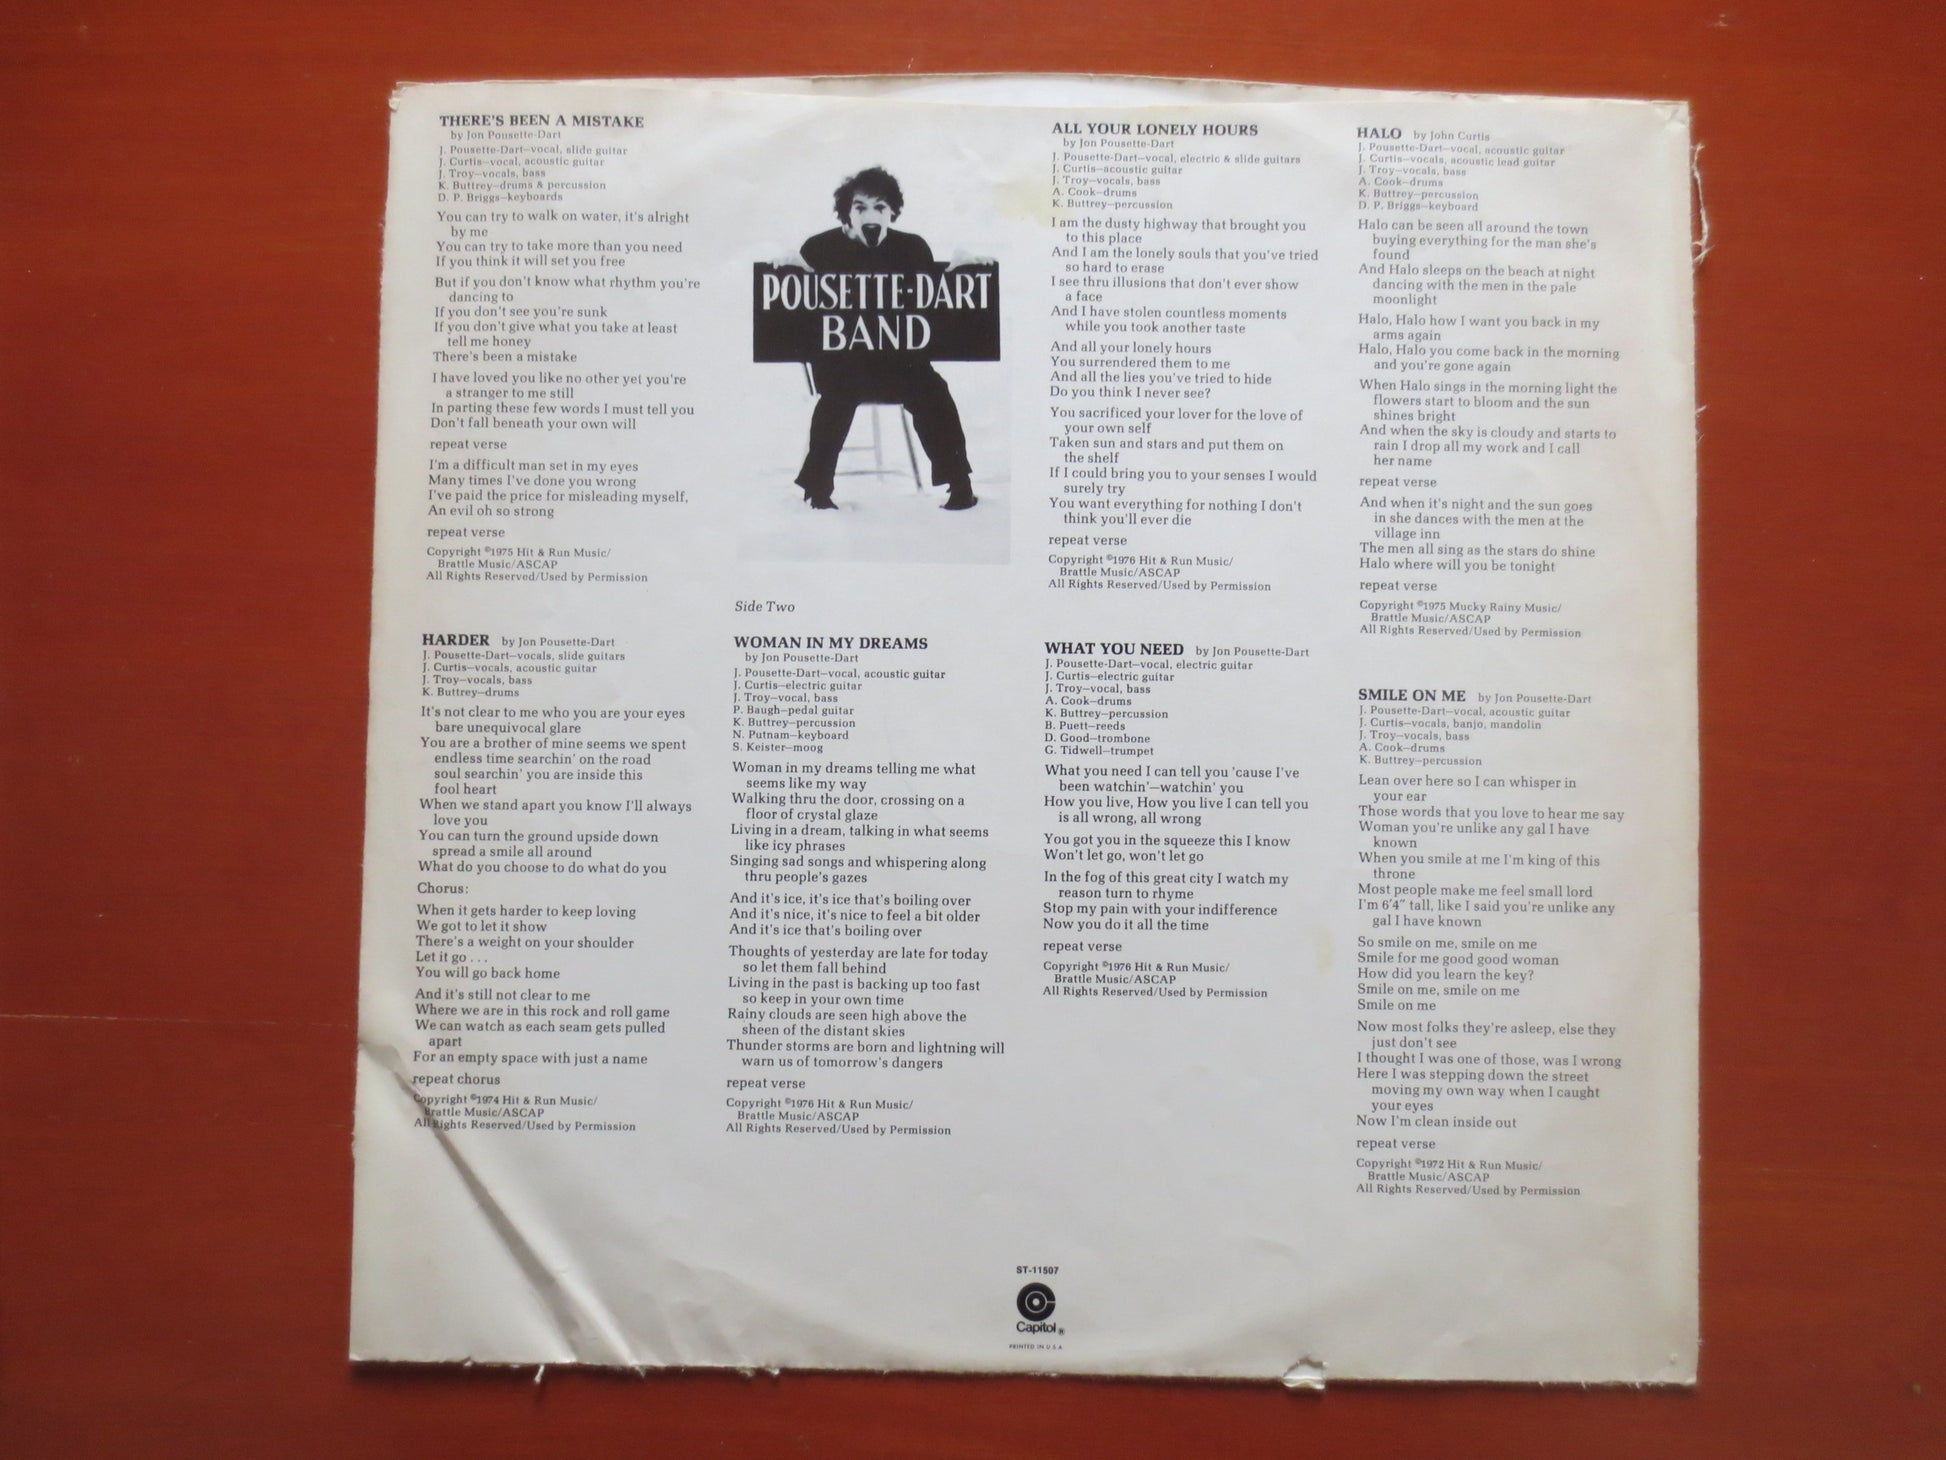 THERE'S BEEN A MISTAKE
by Jon Pousette-Dart
J. Pousette-Dart—vocal, slide guitar
J. Curtis—vocal, acoustic guitar
J. Troy—vocals, bass
K. Buttrey—drums & percussion
D. P. Briggs—keyboards
You can try to walk on water, it's alright
by me
You can try to take more than you need
If you think it will set you free
But if you don't know what rhythm you're
dancing to
If you don't see you're sunk
If you don't give what you take at least
tell me honey
There's been a mistake
I have loved you like no other yet you're
a stranger to me still
In parting these few words I must tell you
Don't fall beneath your own will
repeat verse
I'm a difficult man set in my eyes
Many times I've done you wrong
I've paid the price for misleading myself,
An evil oh so strong
repeat verse
Copyright ©1975 Hit & Run Music/
Brattle Music/ASCAP
All Rights Reserved/Used by Permission
HARDER by Jon Pousette-Dart
J. Pousette-Dart—vocals, slide guitars
J. Curtis—vocals, acoustic guitar
J. Troy—vocals, bass
K. Buttrey—drums
It's not clear to me who you are your eyes
bare unequivocal glare
You are a brother of mine seems we spent
endless time searchin' on the road
soul searchin' you are inside this
fool heart
When we stand apart you know I'll always
love you
You can turn the ground upside down
spread a smile all around
What do you choose to do what do you
Chorus:
When it gets harder to keep loving
We got to let it show
There's a weight on your shoulder
Let it go . . .
You will go back home
And it's still not clear to me
Where we are in this rock and roll game
We can watch as each seam gets pulled
apart
For an empty space with just a name
repeat chorus
Copyright ©1974 Hit & Run Music/
Brattle Music/ASCAP
All Rights Reserved/Used by Permission
POUSETTE-DART
BAND
Side Two
WOMAN IN MY DREAMS
by Jon Pousette-Dart
J. Pousette-Dart—vocal, acoustic guitar
J. Curtis—electric guitar
J. Troy—vocal, bass
P. Baugh—pedal guitar
K. Buttrey—percussion
N. Putnam—keyboard
S. Keister—moog
Woman in my dreams telling me what
seems like my way
Walking thru the door, crossing on a
floor of crystal glaze
Living in a dream, talking in what seems
like icy phrases
Singing sad songs and whispering along
thru people's gazes
And it's ice, it's ice that's boiling over
And it's nice, it's nice to feel a bit older
And it's ice that's boiling over
Thoughts of yesterday are late for today
so let them fall behind
Living in the past is backing up too fast
so keep in your own time
Rainy clouds are seen high above the
sheen of the distant skies
Thunder storms are born and lightning will
warn us of tomorrow's dangers
repeat verse
Copyright ©1976 Hit & Run Music/
Brattle Music/ASCAP
All Rights Reserved/Used by Permission
ALL YOUR LONELY HOURS
by Jon Pousette-Dart
J. Pousette-Dart—vocal, electric & slide guitars
J. Curtis—acoustic guitar
J. Troy—vocals, bass
A. Cook—drums
K. Buttrey—percussion
I am the dusty highway that brought you
to this place
And I am the lonely souls that you've tried
so hard to erase
I see thru illusions that don't ever show
a face
And I have stolen countless moments
while you took another taste
And all your lonely hours
You surrendered them to me
And all the lies you've tried to hide
Do you think I never see?
You sacrificed your lover for the love of
your own self
Taken sun and stars and put them on
the shelf
If I could bring you to your senses I would
surely try
You want everything for nothing I don't
think you'll ever die
repeat verse
Copyright ©1976 Hit & Run Music/
Brattle Music/ASCAP
All Rights Reserved/Used by Permission
WHAT YOU NEED by Jon Pousette-Dart
J. Pousette-Dart—vocal, electric guitar
J. Curtis—electric guitar
J. Troy—vocal, bass
A. Cook—drums
K. Buttrey—percussion
B. Puett—reeds
D. Good—trombone
G. Tidwell—trumpet
What you need I can tell you 'cause I've
been watchin'—watchin' you
How you live, How you live I can tell you
is all wrong, all wrong
You got you in the squeeze this I know
Won't let go, won't let go
In the fog of this great city I watch my
reason turn to rhyme
Stop my pain with your indifference
Now you do it all the time
repeat verse
Copyright ©1976 Hit & Run Music/
Brattle Music/ASCAP
All Rights Reserved/Used by Permission
HALO by John Curtis
J. Pousette-Dart—vocal, acoustic guitar
J. Curtis—vocals, acoustic lead guitar
J. Troy—vocals, bass
A. Cook—drums
K. Buttrey—percussion
D. P. Briggs—keyboard
Halo can be seen all around the town
buying everything for the man she's
found
And Halo sleeps on the beach at night
dancing with the men in the pale
moonlight
Halo, Halo how I want you back in my
arms again
Halo, Halo you come back in the morning
and you're gone again
When Halo sings in the morning light the
flowers start to bloom and the sun
shines bright
And when the sky is cloudy and starts to
rain I drop all my work and I call
her name
repeat verse
And when it's night and the sun goes
in she dances with the men at the
village inn
The men all sing as the stars do shine
Halo where will you be tonight
repeat verse
Copyright ©1975 Mucky Rainy Music/
Brattle Music/ASCAP
All Rights Reserved/Used by Permission
SMILE ON ME by Jon Pousette-Dart
J. Pousette-Dart—vocal, acoustic guitar
J. Curtis—vocals, banjo, mandolin
J. Troy—vocals, bass
A. Cook—drums
K. Buttrey—percussion
Lean over here so I can whisper in
your ear
Those words that you love to hear me say
Woman you're unlike any gal I have
known
When you smile at me I'm king of this
throne
Most people make me feel small lord
I'm 6'4" tall, like I said you're unlike any
gal I have known
So smile on me, smile on me
Smile for me good good woman
How did you learn the key?
Smile on me, smile on me
Smile on me
Now most folks they're asleep, else they
just don't see
I thought I was one of those, was I wrong
Here I was stepping down the street
moving my own way when I caught
your eyes
Now I'm clean inside out
repeat verse
Copyright ©1972 Hit & Run Music/
Brattle Music/ASCAP
All Rights Reserved/Used by Permission
ST-11507
Capitol®
PRINTED IN U.S.A